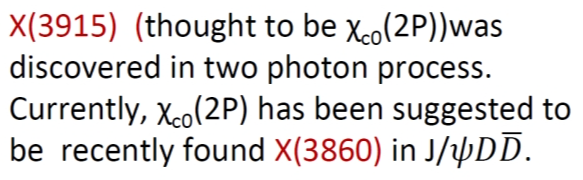 X(3915) (thought to be χc0(2P))was
discovered in two photon process.
Currently, χc0(2P) has been suggested to
be recently found X(3860) in J/ψDD̅.